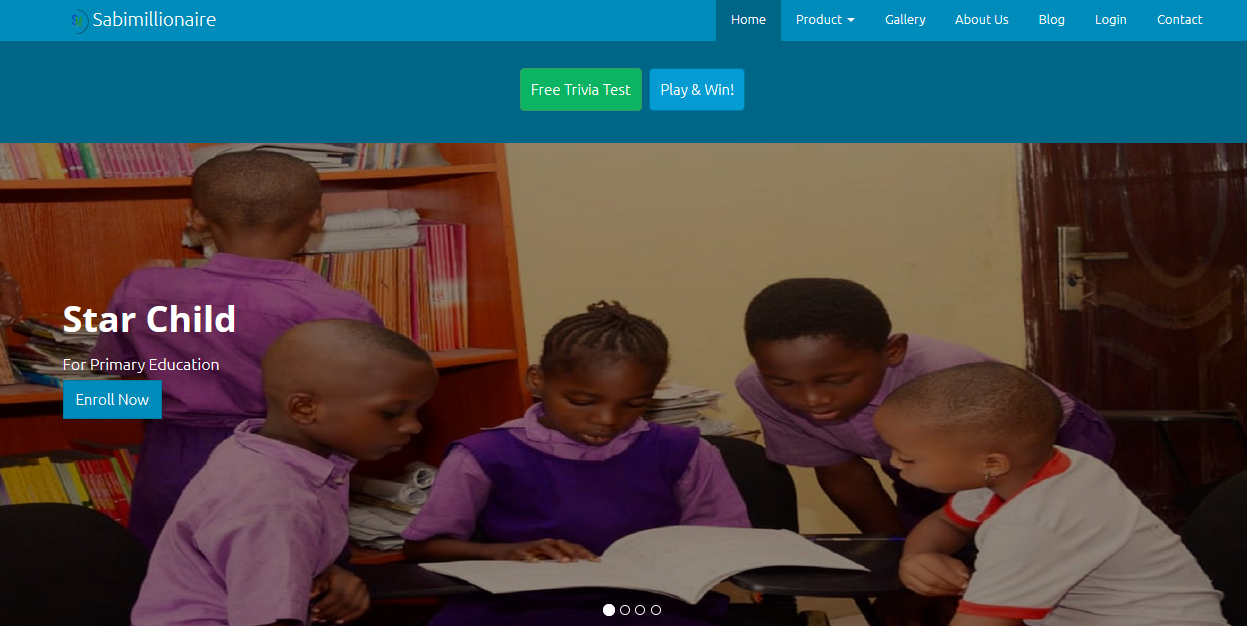 Sabimillionaire
Home Product Gallery About Us Blog Login Contact
Free Trivia Test Play & Win!
Star Child
For Primary Education
Enroll Now